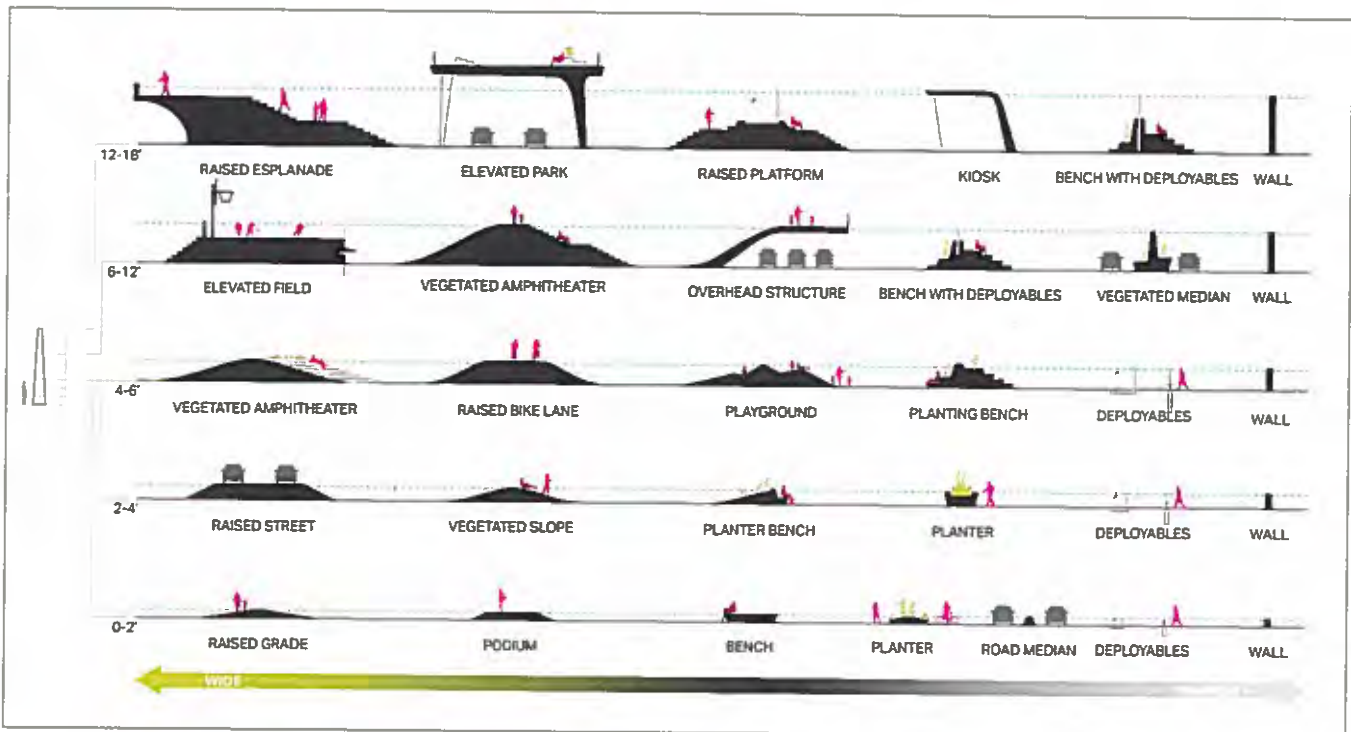 12-18'
RAISED ESPLANADE
ELEVATED PARK
RAISED PLATFORM
KIOSK
BENCH WITH DEPLOYABLES
WALL
6-12'
ELEVATED FIELD
VEGETATED AMPHITHEATER
OVERHEAD STRUCTURE
BENCH WITH DEPLOYABLES
VEGETATED MEDIAN
WALL
4-6'
VEGETATED AMPHITHEATER
RAISED BIKE LANE
PLAYGROUND
PLANTING BENCH
DEPLOYABLES
WALL
2-4'
RAISED STREET
VEGETATED SLOPE
PLANTER BENCH
PLANTER
DEPLOYABLES
WALL
0-2'
RAISED GRADE
PODIUM
BENCH
PLANTER
ROAD MEDIAN
DEPLOYABLES
WALL
WIDE